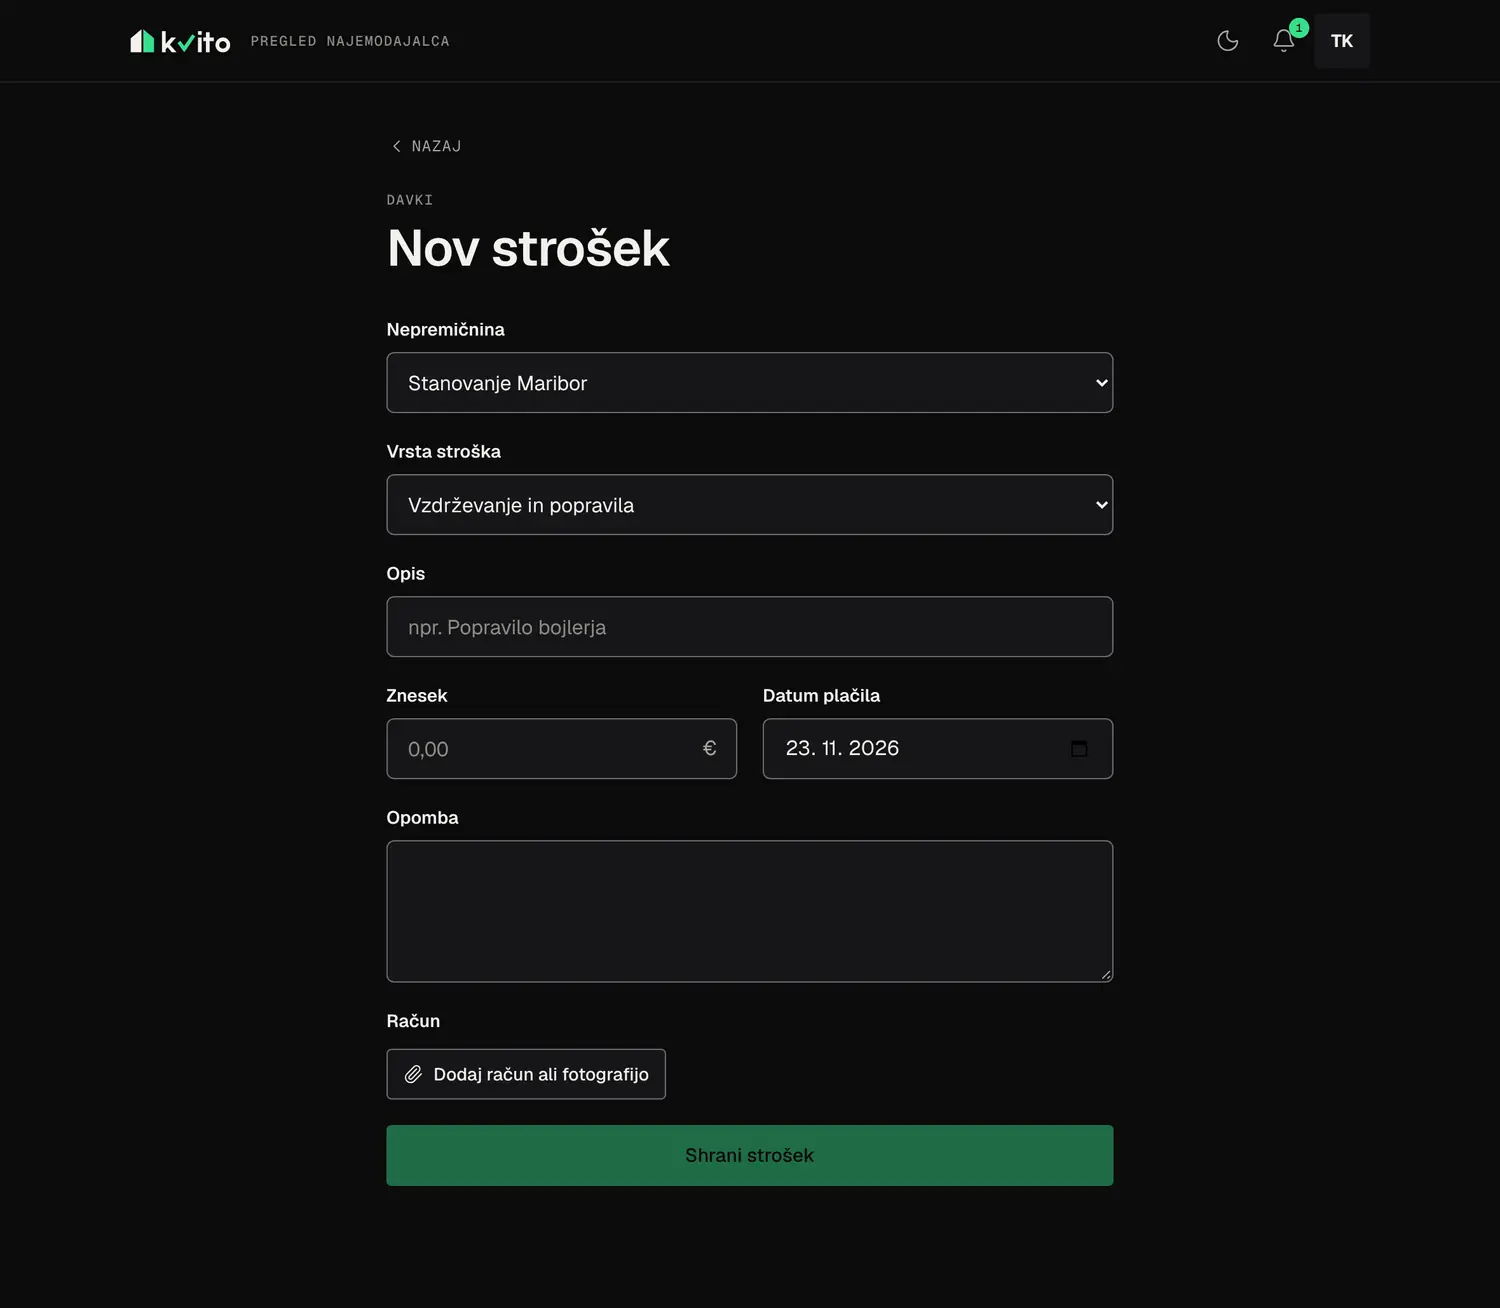 kvito PREGLED NAJEMODAJALCA 1 TK
NAZAJ
DAVKI
Nov strošek
Nepremičnina
Stanovanje Maribor
Vrsta stroška
Vzdrževanje in popravila
Opis
npr. Popravilo bojlerja
Znesek Datum plačila
0,00 € 23. 11. 2026
Opomba
Račun
Dodaj račun ali fotografijo
Shrani strošek